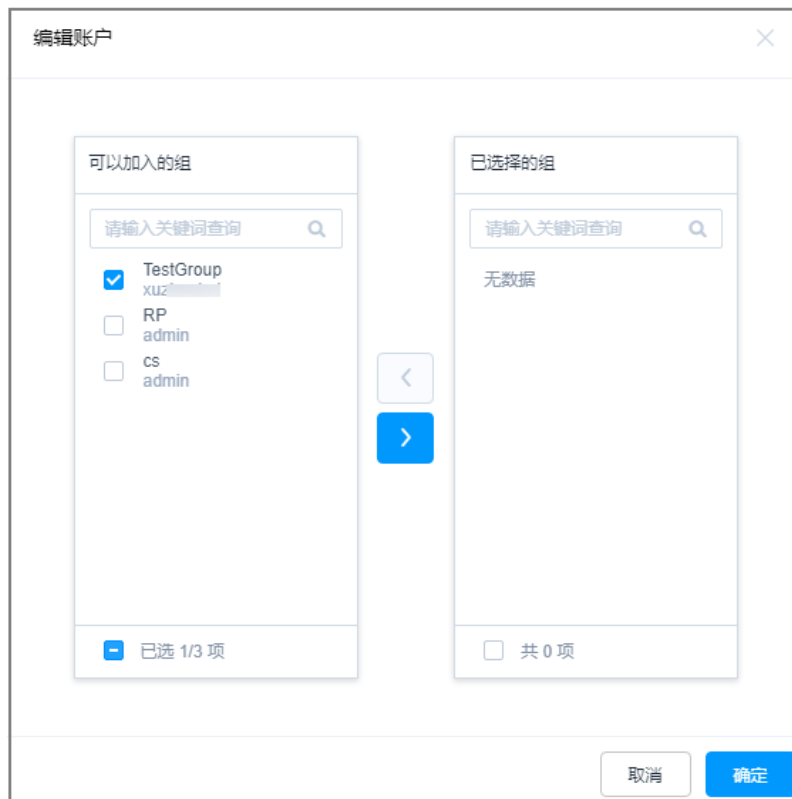 编辑账户
可以加入的组
请输入关键词查询
TestGroup
RP
admin
cs
admin
已选 1/3 项
已选择的组
请输入关键词查询
无数据
共 0 项
取消
确定